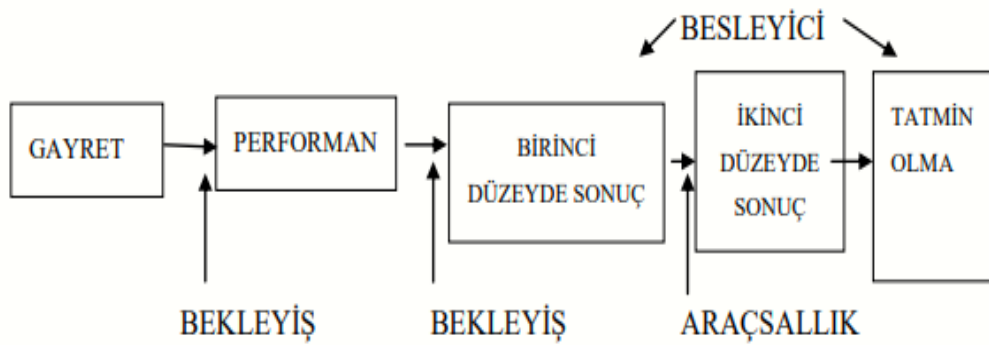 BESLEYİCİ
GAYRET
PERFORMAN
BİRİNCİ
DÜZEYDE SONUÇ
İKİNCİ
DÜZEYDE
SONUÇ
TATMİN
OLMA
BEKLEYİŞ
BEKLEYİŞ
ARAÇSALLIK